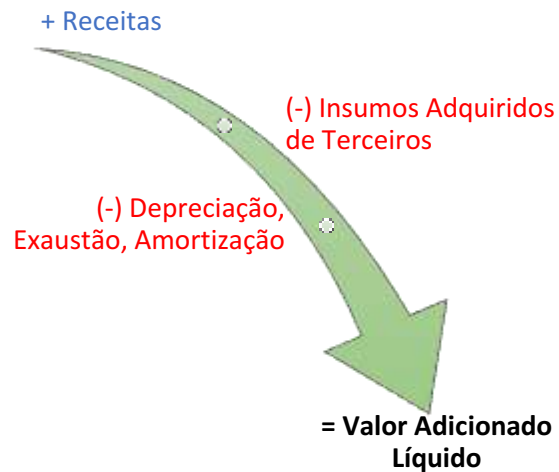 + Receitas
(-) Insumos Adquiridos
de Terceiros
(-) Depreciação,
Exaustão, Amortização
= Valor Adicionado
Líquido